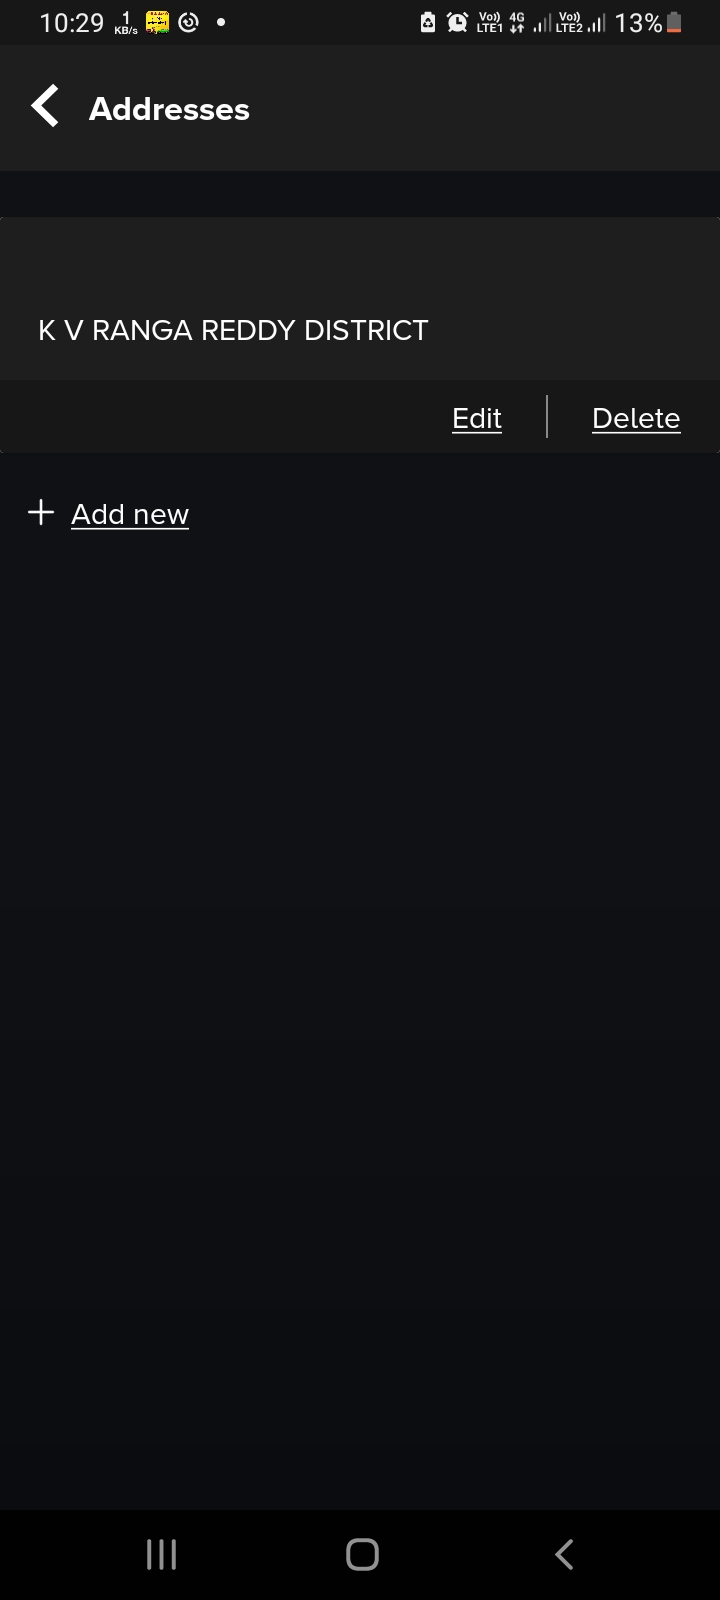 10:29 1 KB/s Vo)) LTE1 4G Vo)) LTE2 13%
Addresses
K V RANGA REDDY DISTRICT
Edit Delete
+ Add new